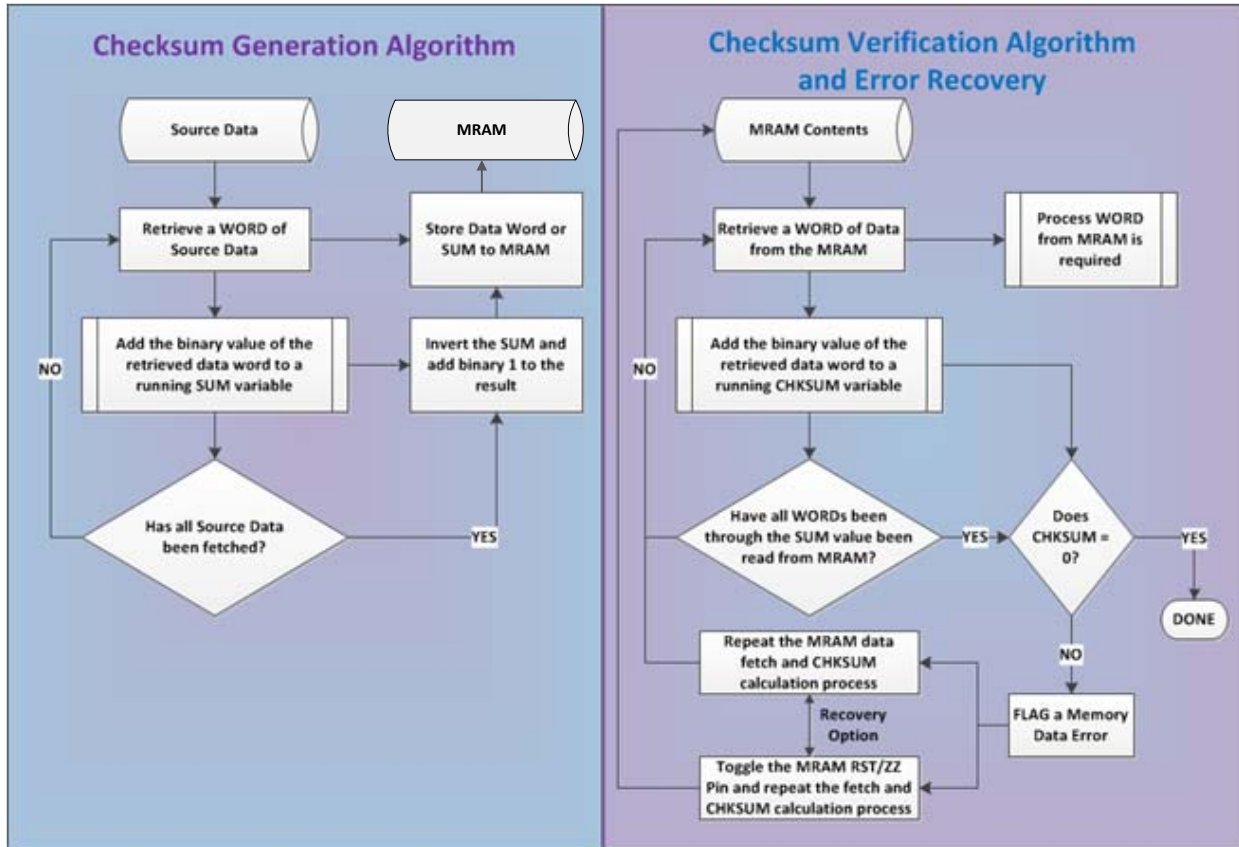 Checksum Generation Algorithm
Source Data
MRAM
Retrieve a WORD of
Source Data
Store Data Word or
SUM to MRAM
Add the binary value of the
retrieved data word to a
running SUM variable
Invert the SUM and
add binary 1 to the
result
NO
Has all Source Data
been fetched?
YES
Checksum Verification Algorithm
and Error Recovery
MRAM Contents
Retrieve a WORD of Data
from the MRAM
Process WORD
from MRAM is
required
NO
Add the binary value of the
retrieved data word to a
running CHKSUM variable
Have all WORDs been
through the SUM value been
read from MRAM?
YES
Does
CHKSUM =
0?
YES
DONE
NO
Repeat the MRAM data
fetch and CHKSUM
calculation process
Recovery
Option
FLAG a Memory
Data Error
Toggle the MRAM RST/ZZ
Pin and repeat the fetch and
CHKSUM calculation process